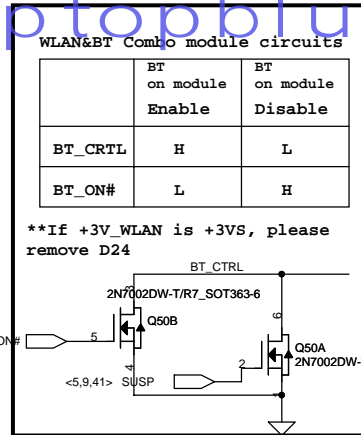 ptopblu
WLAN&BT Combo module circuits
BT on module Enable
BT on module Disable
BT_CRTL H L
BT_ON# L H
**If +3V_WLAN is +3VS, please
remove D24
BT_CTRL
3
2N7002DW-T/R7_SOT363-6
Q50B
ON#
5
4
6
Q50A
2N7002DW-
2
<5,9,41> SUSP
1